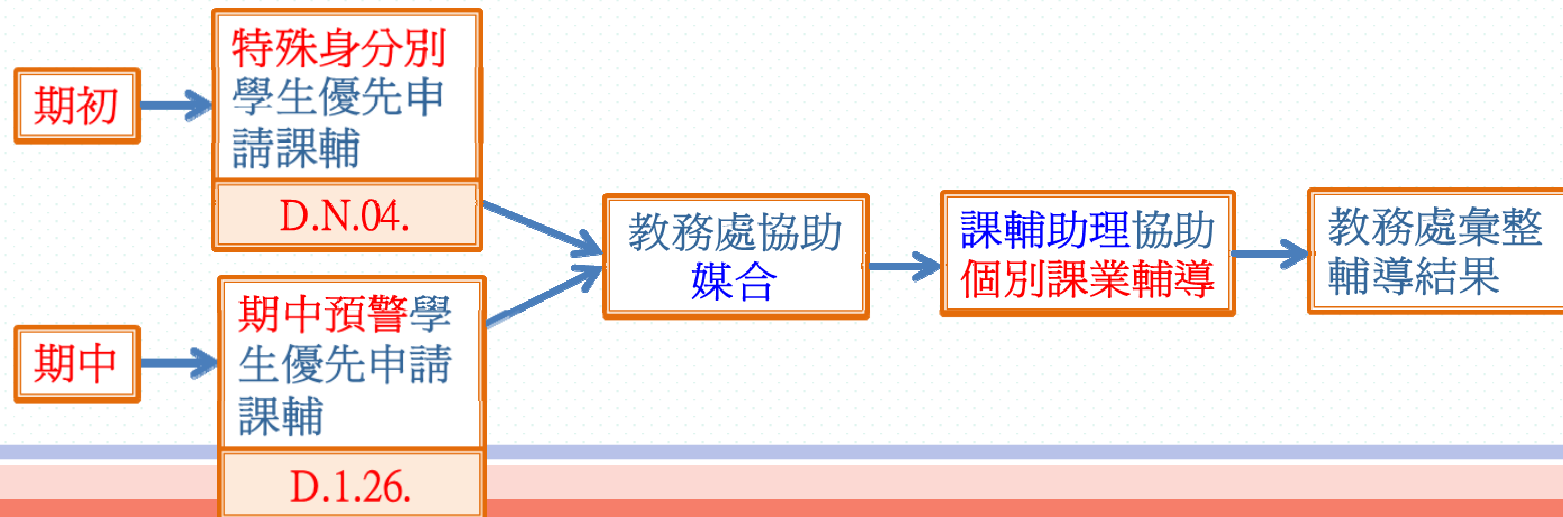 期初
特殊身分別
學生優先申
請課輔
D.N.04.
期中
期中預警學
生優先申請
課輔
D.1.26.
教務處協助
媒合
課輔助理協助
個別課業輔導
教務處彙整
輔導結果